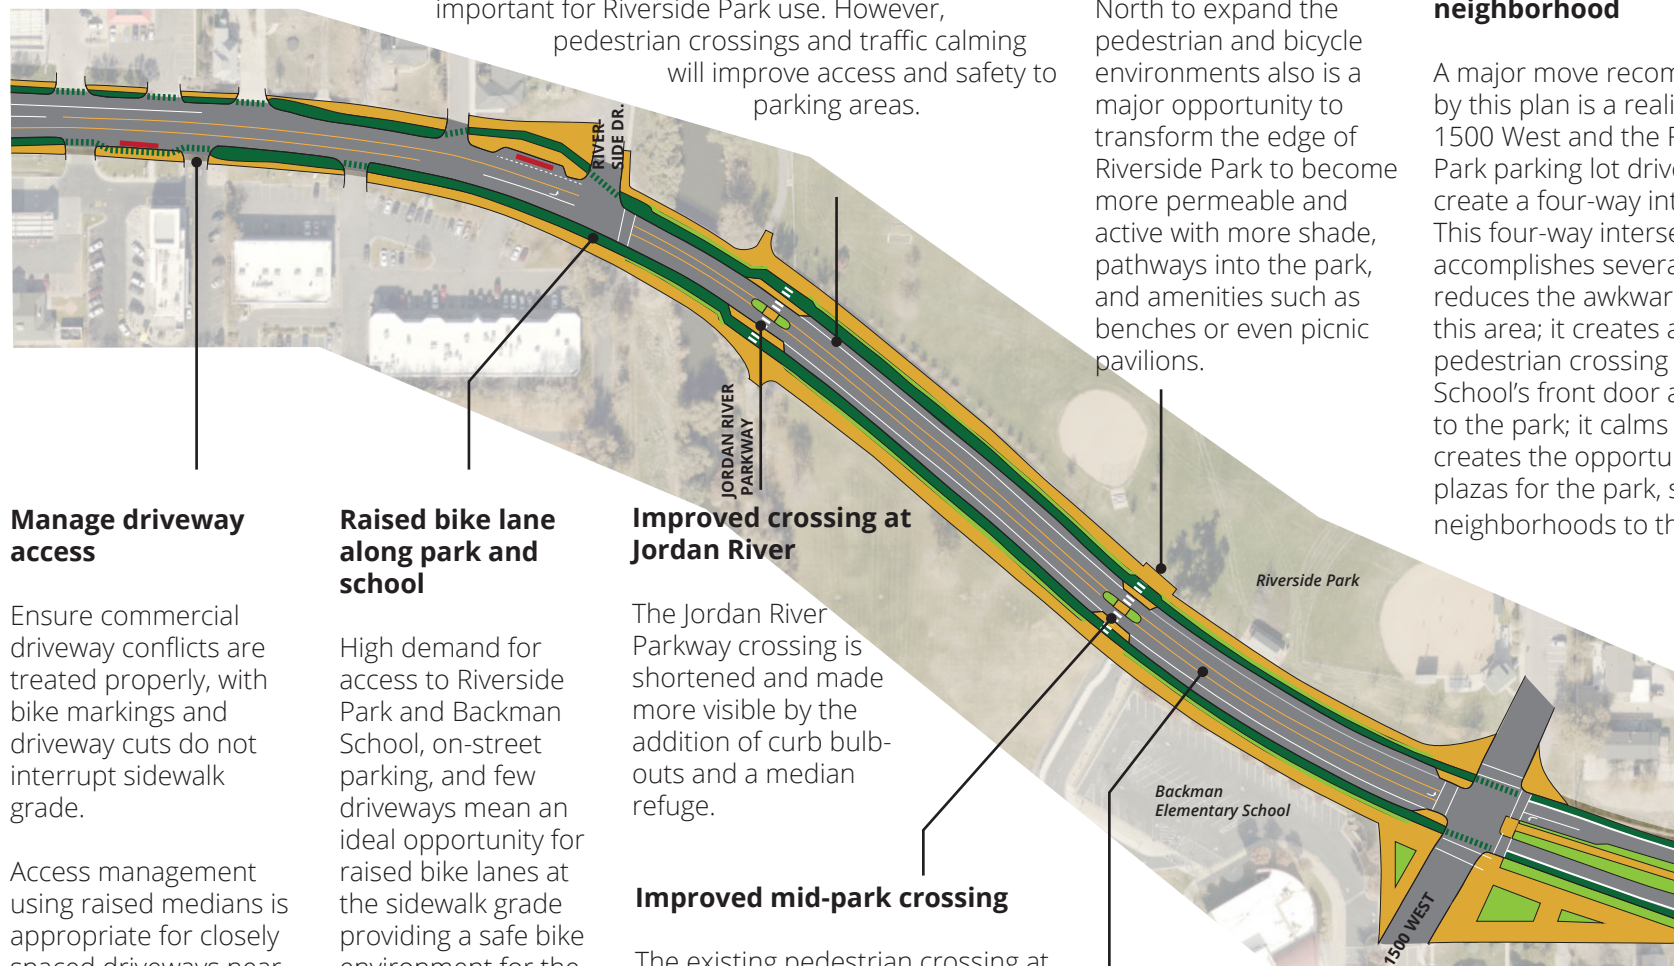 important for Riverside Park use. However,
pedestrian crossings and traffic calming
will improve access and safety to
parking areas.
North to expand the
pedestrian and bicycle
environments also is a
major opportunity to
transform the edge of
Riverside Park to become
more permeable and
active with more shade,
pathways into the park,
and amenities such as
benches or even picnic
pavilions.
neighborhood
A major move
by this plan is a
1500 West and the
Park parking lot
create a four-way
This four-way
accomplishes
reduces the
this area; it creates
pedestrian crossing
School's front door
to the park; it calms
creates the
plazas for the park,
neighborhoods to
RIVER-
SIDE DR.
JORDAN RIVER
PARKWAY
Riverside Park
Backman
Elementary School
1500 WEST
Manage driveway
access
Ensure commercial
driveway conflicts are
treated properly, with
bike markings and
driveway cuts do not
interrupt sidewalk
grade.
Access management
using raised medians is
appropriate for closely
spaced driveways near
Raised bike lane
along park and
school
High demand for
access to Riverside
Park and Backman
School, on-street
parking, and few
driveways mean an
ideal opportunity for
raised bike lanes at
the sidewalk grade
providing a safe bike
environment for the
Improved crossing at
Jordan River
The Jordan River
Parkway crossing is
shortened and made
more visible by the
addition of curb bulb-
outs and a median
refuge.
Improved mid-park crossing
The existing pedestrian crossing at